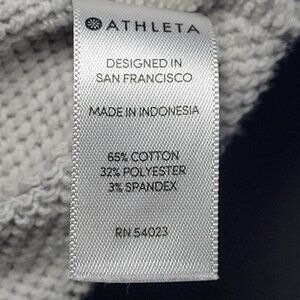 ATHLETA
DESIGNED IN
SAN FRANCISCO
MADE IN INDONESIA
65% COTTON
32% POLYESTER
3% SPANDEX
RN 54023